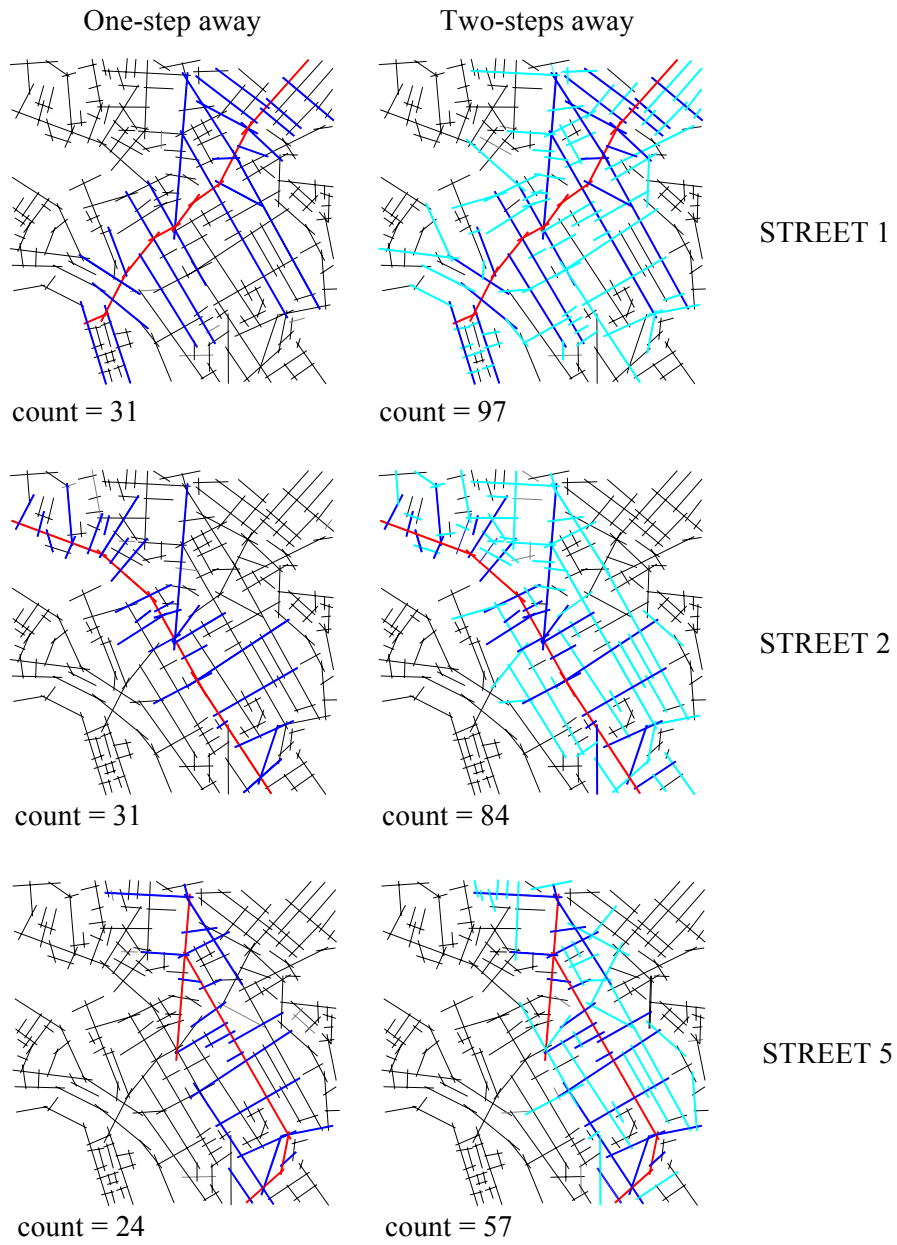 One-step away
Two-steps away
STREET 1
count = 31
count = 97
STREET 2
count = 31
count = 84
STREET 5
count = 24
count = 57